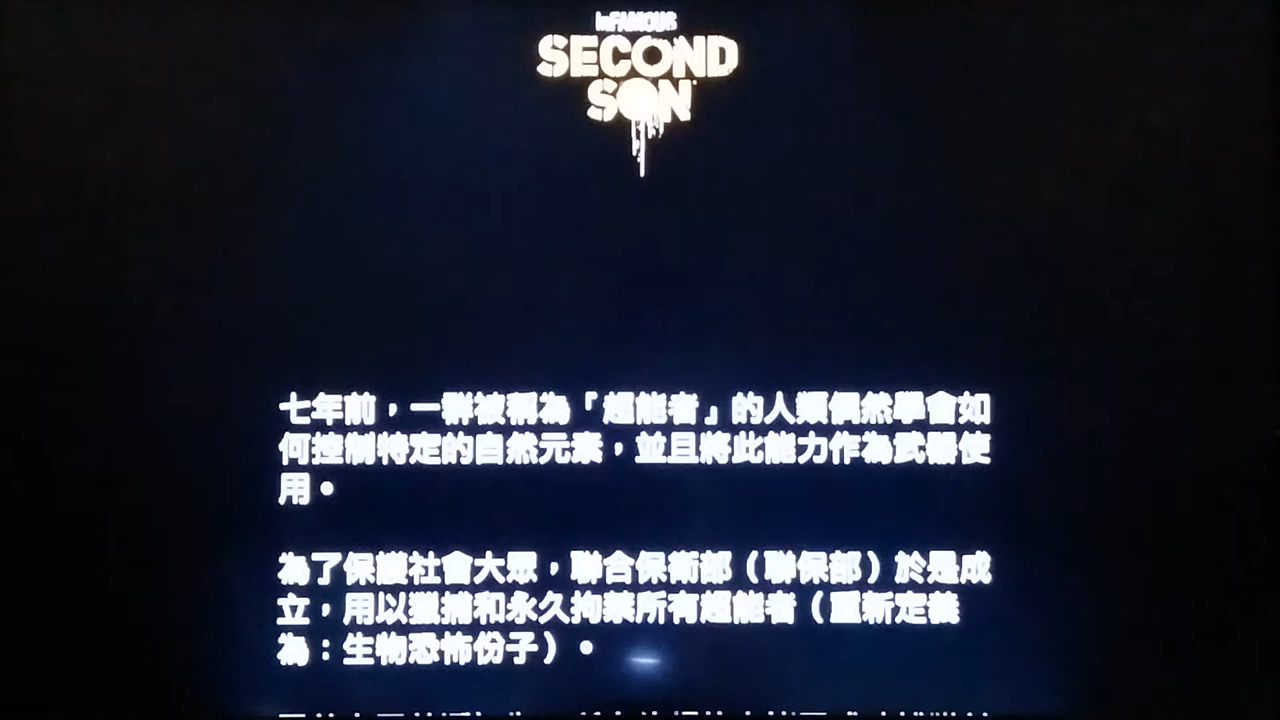 inFAMOUS
SECOND
SON
七年前，一群被稱為「超能者」的人類偶然學會如
何控制特定的自然元素，並且將此能力作為武器使
用。
為了保護社會大眾，聯合保衛部（聯保部）於是成
立，用以獵捕和永久拘禁所有超能者（重新定義
為：生物恐怖份子）。